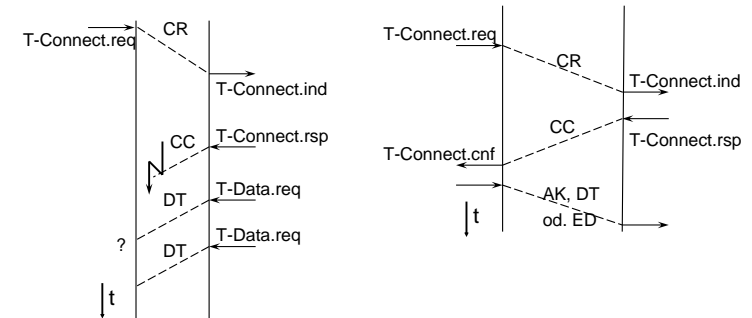 T-Connect.req
CR
T-Connect.ind
CC
T-Connect.rsp
DT
T-Data.req
?
DT
T-Data.req
t
T-Connect.req
CR
T-Connect.ind
CC
T-Connect.rsp
T-Connect.cnf
AK, DT
od. ED
t